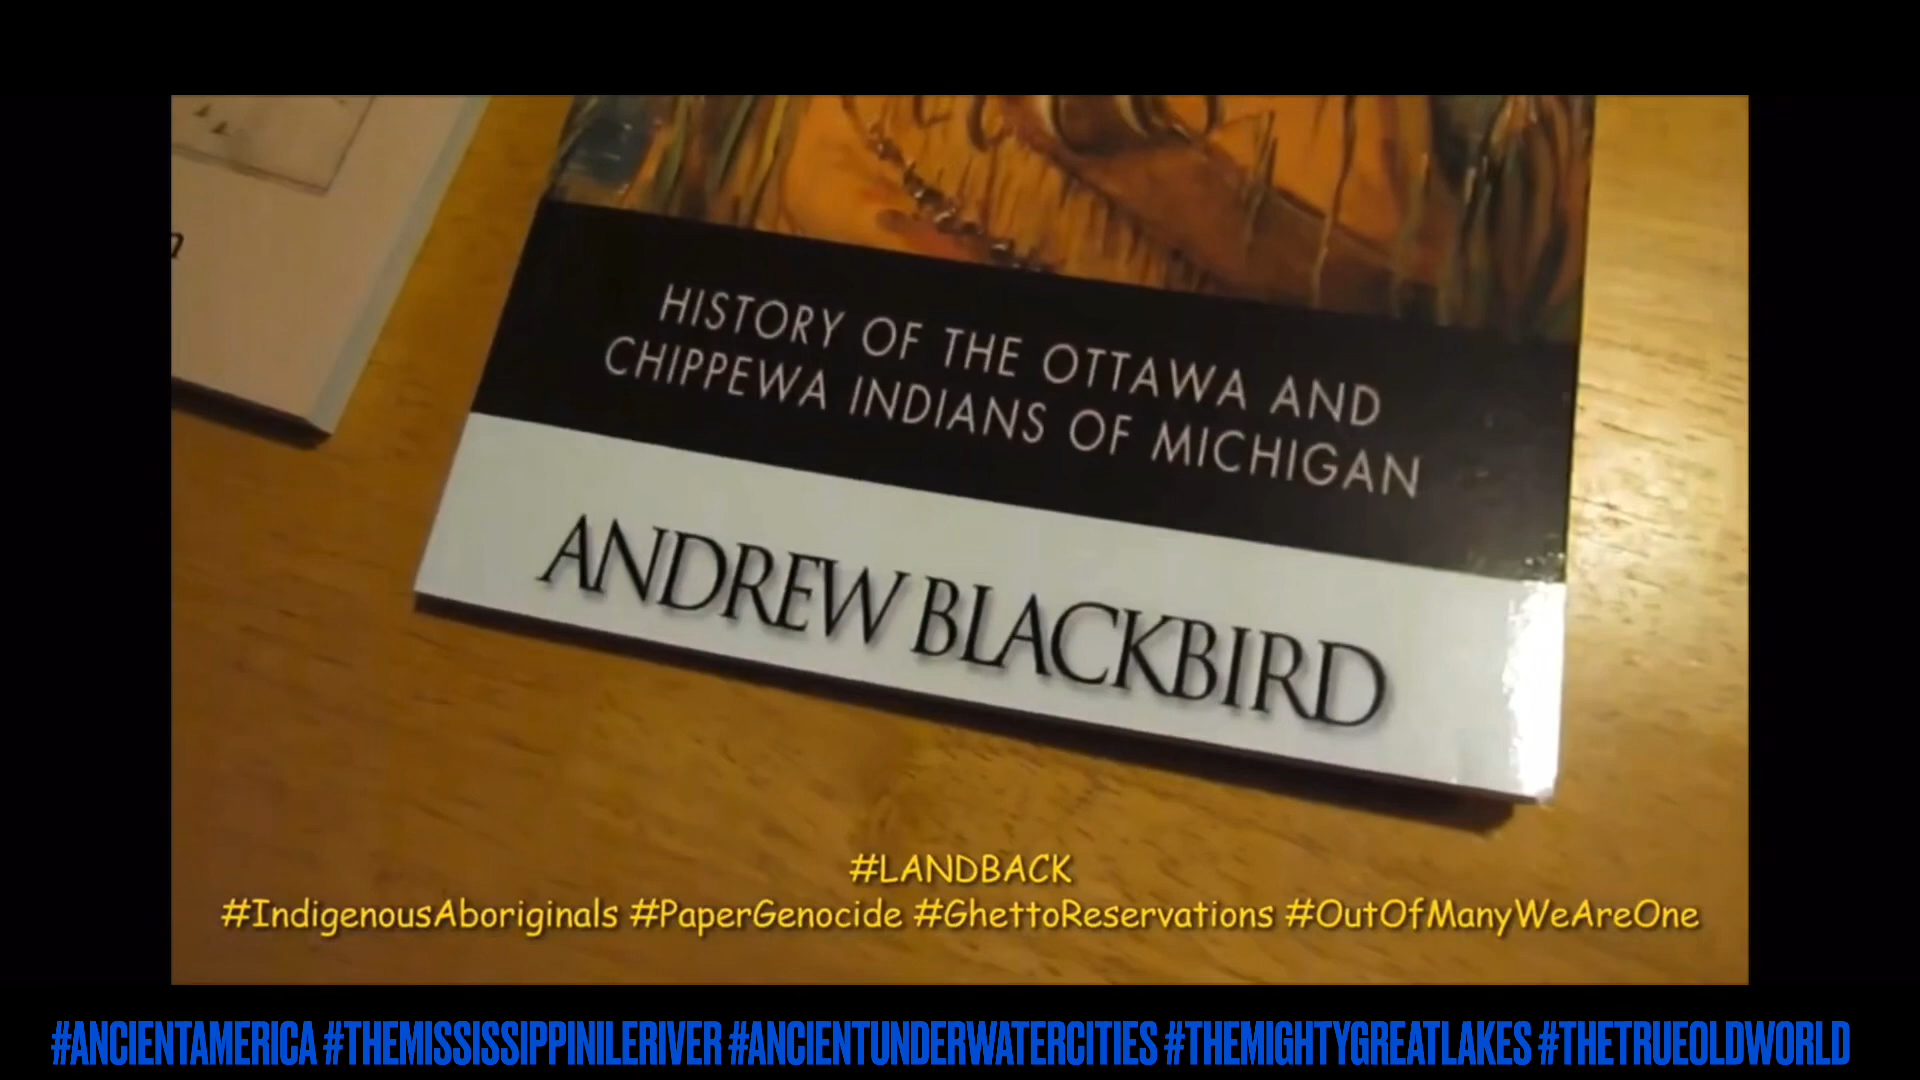 HISTORY OF THE OTTAWA AND
CHIPPEWA INDIANS OF MICHIGAN
ANDREW BLACKBIRD
#LANDBACK
#IndigenousAboriginals #PaperGenocide #GhettoReservations #OutOfManyWeAreOne
#ANCIENTAMERICA #THEMISSISSIPPINILERIVER #ANCIENTUNDERWATERCITIES #THEMIGHTYGREATLAKES #THETRUEOLDWORLD